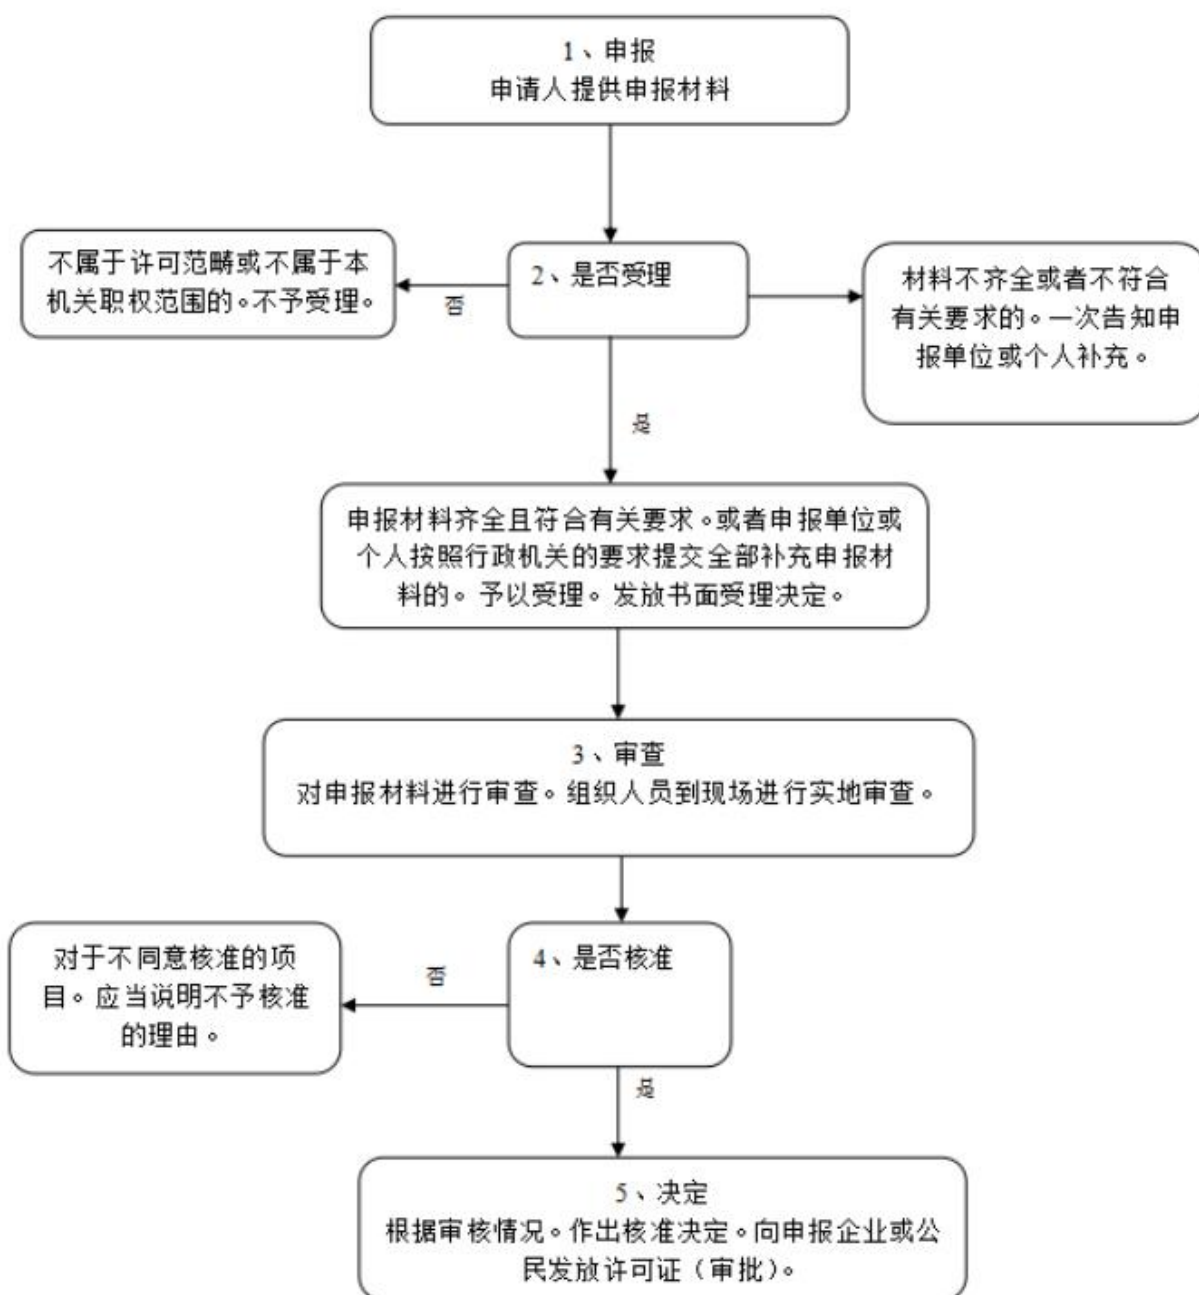 1、申报
申请人提供申报材料
不属于许可范畴或不属于本
机关职权范围的。不予受理。
否
2、是否受理
材料不齐全或者不符合
有关要求的。一次告知申
报单位或个人补充。
是
申报材料齐全且符合有关要求。或者申报单位或
个人按照行政机关的要求提交全部补充申报材
料的。予以受理。发放书面受理决定。
3、审查
对申报材料进行审查。组织人员到现场进行实地审查。
对于不同意核准的项
目。应当说明不予核准
的理由。
否
4、是否核准
是
5、决定
根据审核情况。作出核准决定。向申报企业或公
民发放许可证（审批）。